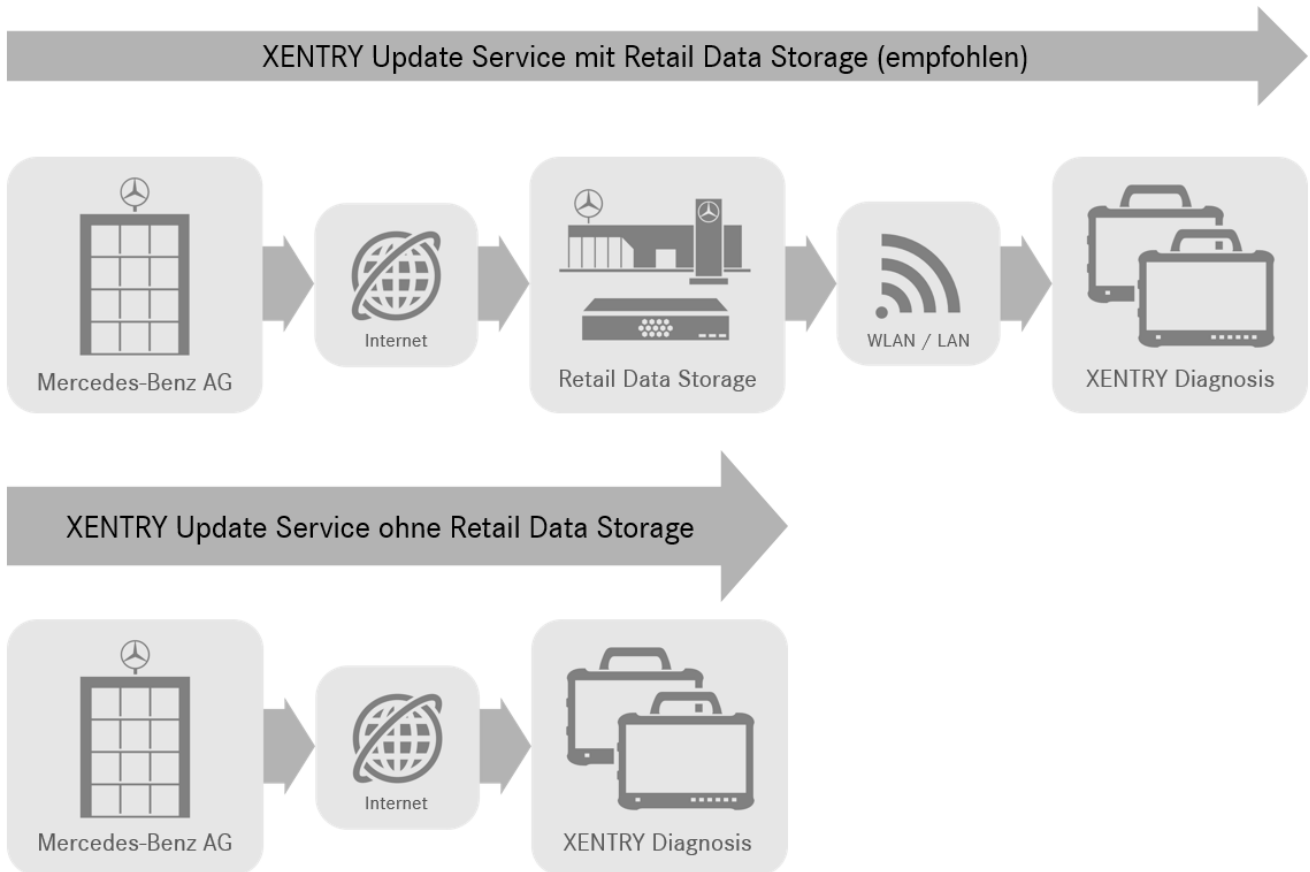 XENTRY Update Service mit Retail Data Storage (empfohlen)
Mercedes-Benz AG
Internet
Retail Data Storage
WLAN / LAN
XENTRY Diagnosis
XENTRY Update Service ohne Retail Data Storage
Mercedes-Benz AG
Internet
XENTRY Diagnosis